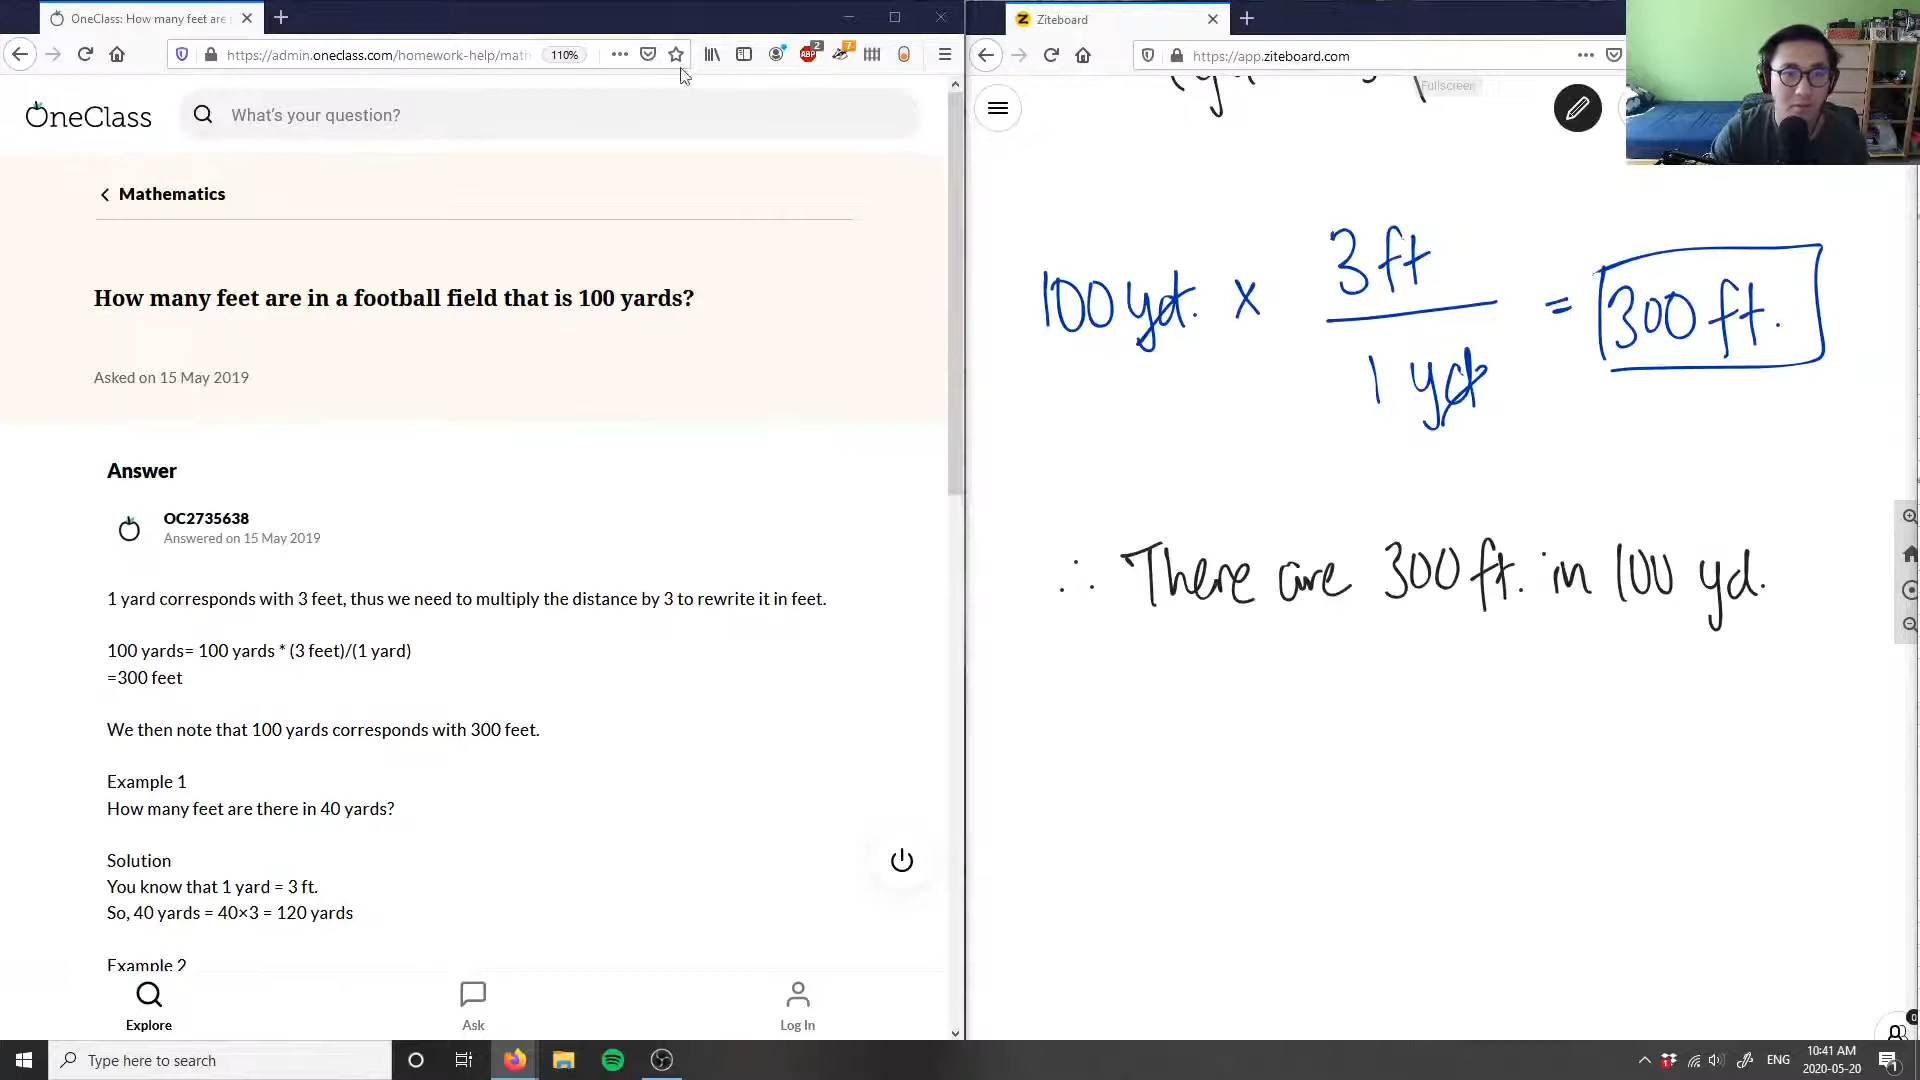 OneClass: How many feet are
Ziteboard
https://admin.oneclass.com/homework-help/math
110%
ABP
2
7
https://app.ziteboard.com
Fullscreen
OneClass
What's your question?
Mathematics
How many feet are in a football field that is 100 yards?
Asked on 15 May 2019
Answer
OC2735638
Answered on 15 May 2019
1 yard corresponds with 3 feet, thus we need to multiply the distance by 3 to rewrite it in feet.
100 yards= 100 yards * (3 feet)/(1 yard)
=300 feet
We then note that 100 yards corresponds with 300 feet.
Example 1
How many feet are there in 40 yards?
Solution
You know that 1 yard = 3 ft.
So, 40 yards = 40×3 = 120 yards
Example 2
Explore
Ask
Log In
100 yd. x 3 ft / 1 yd = 300 ft.
∴ There are 300 ft. in 100 yd.
Type here to search
ENG
10:41 AM
2020-05-20